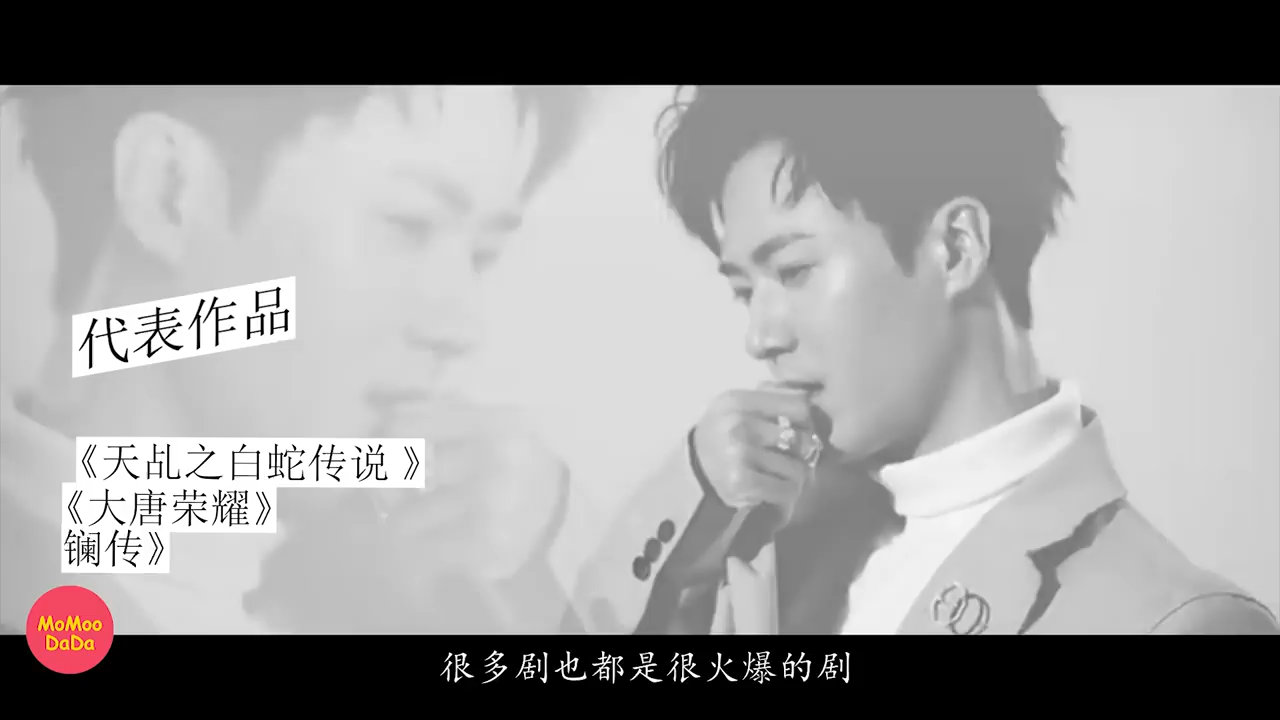 代表作品
《天乩之白蛇传说 》
《大唐荣耀》
镧传》
MoMoo
DaDa
很多剧也都是很火爆的剧